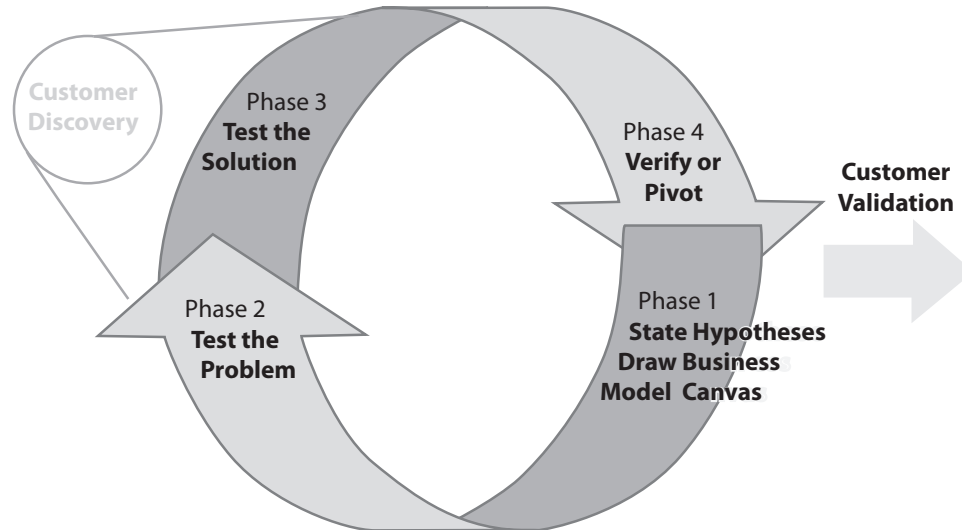 Customer
Discovery
Phase 3
Test the
Solution
Phase 4
Verify or
Pivot
Customer
Validation
Phase 2
Test the
Problem
Phase 1
State Hypotheses
Draw Business
Model Canvas